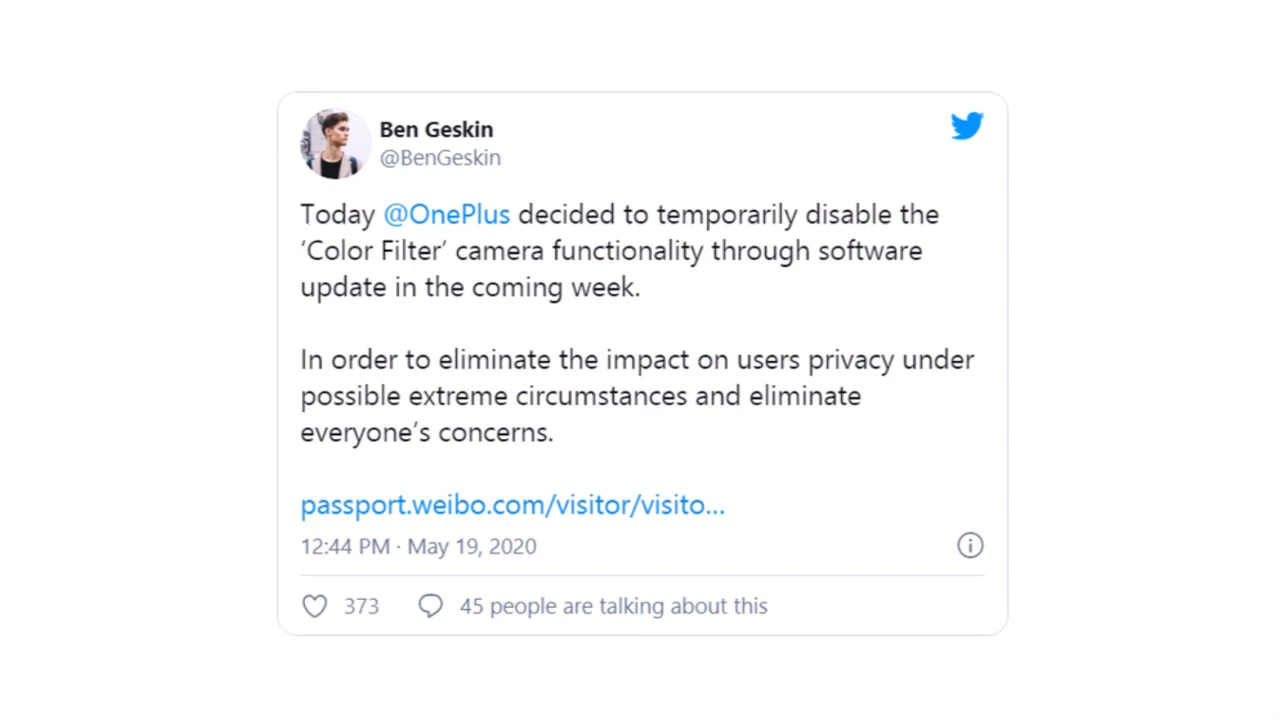 Ben Geskin
@BenGeskin
Today @OnePlus decided to temporarily disable the
‘Color Filter’ camera functionality through software
update in the coming week.
In order to eliminate the impact on users privacy under
possible extreme circumstances and eliminate
everyone’s concerns.
passport.weibo.com/visitor/visito...
12:44 PM · May 19, 2020
373
45 people are talking about this